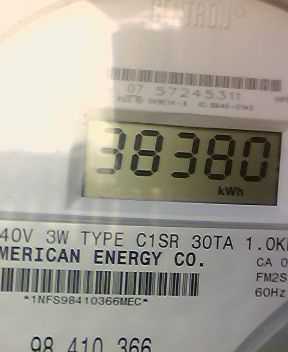 CENTRON®
07 57245311
38380
kWh
40V 3W TYPE C1SR 30TA 1.0K
MERICAN ENERGY CO.
CA 0
FM2S
*1NFS98410366MEC*
60Hz
98 410 366